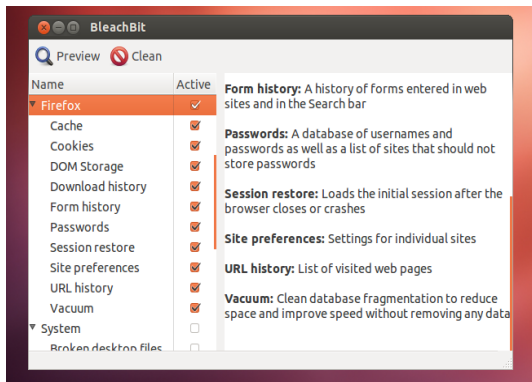 BleachBit
Preview Clean
Name Active
Firefox
Cache
Cookies
DOM Storage
Download history
Form history
Passwords
Session restore
Site preferences
URL history
Vacuum
System
Broken desktop files
Form history: A history of forms entered in web
sites and in the Search bar
Passwords: A database of usernames and
passwords as well as a list of sites that should not
store passwords
Session restore: Loads the initial session after the
browser closes or crashes
Site preferences: Settings for individual sites
URL history: List of visited web pages
Vacuum: Clean database fragmentation to reduce
space and improve speed without removing any data